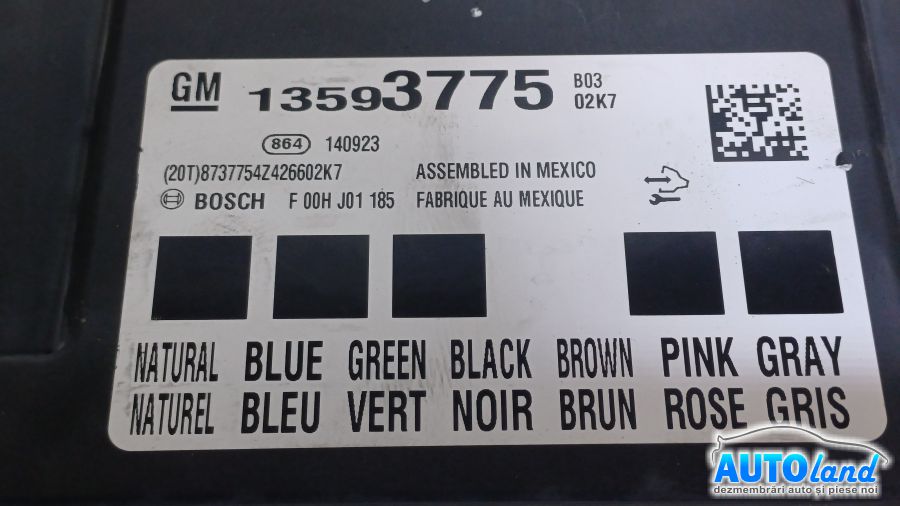 GM 13593775 B03
02K7
864 140923
(20T)8737754Z426602K7 ASSEMBLED IN MEXICO
BOSCH F 00H J01 185 FABRIQUE AU MEXIQUE
NATURAL BLUE GREEN BLACK BROWN PINK GRAY
NATUREL BLEU VERT NOIR BRUN ROSE GRIS
AUTOland
dezmembrări auto și piese noi